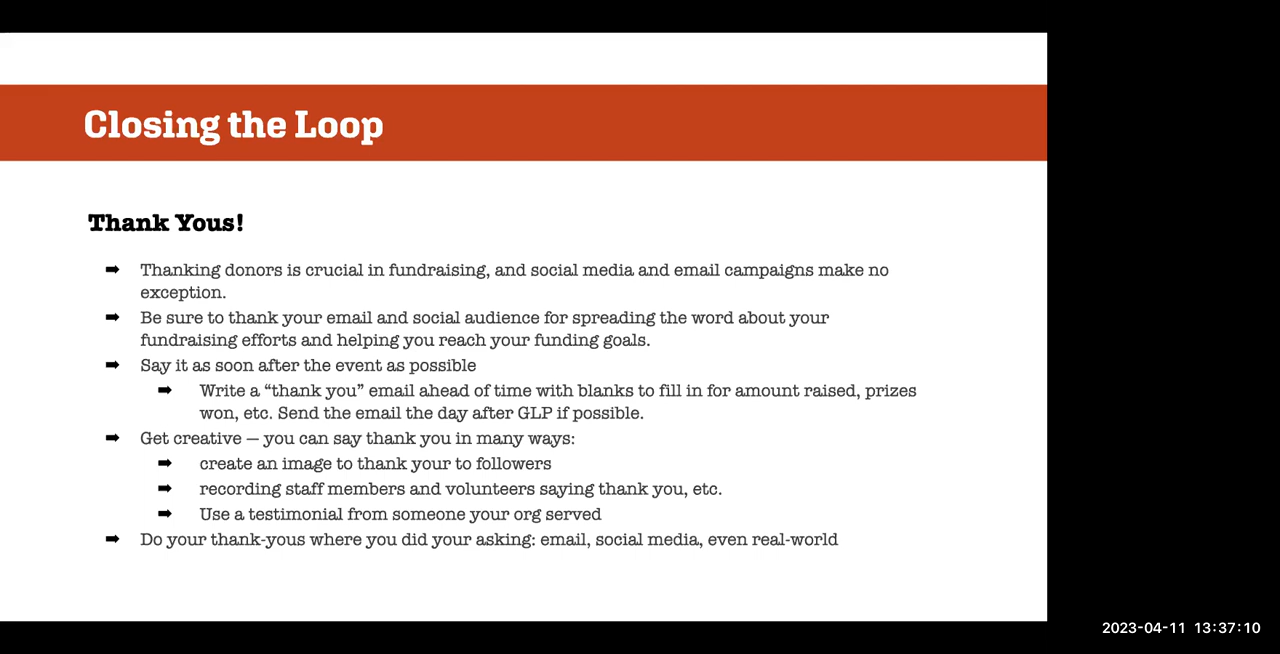 Closing the Loop
Thank Yous!
➡ Thanking donors is crucial in fundraising, and social media and email campaigns make no
exception.
➡ Be sure to thank your email and social audience for spreading the word about your
fundraising efforts and helping you reach your funding goals.
➡ Say it as soon after the event as possible
➡ Write a “thank you” email ahead of time with blanks to fill in for amount raised, prizes
won, etc. Send the email the day after GLP if possible.
➡ Get creative — you can say thank you in many ways:
➡ create an image to thank your to followers
➡ recording staff members and volunteers saying thank you, etc.
➡ Use a testimonial from someone your org served
➡ Do your thank-yous where you did your asking: email, social media, even real-world
2023-04-11 13:37:10